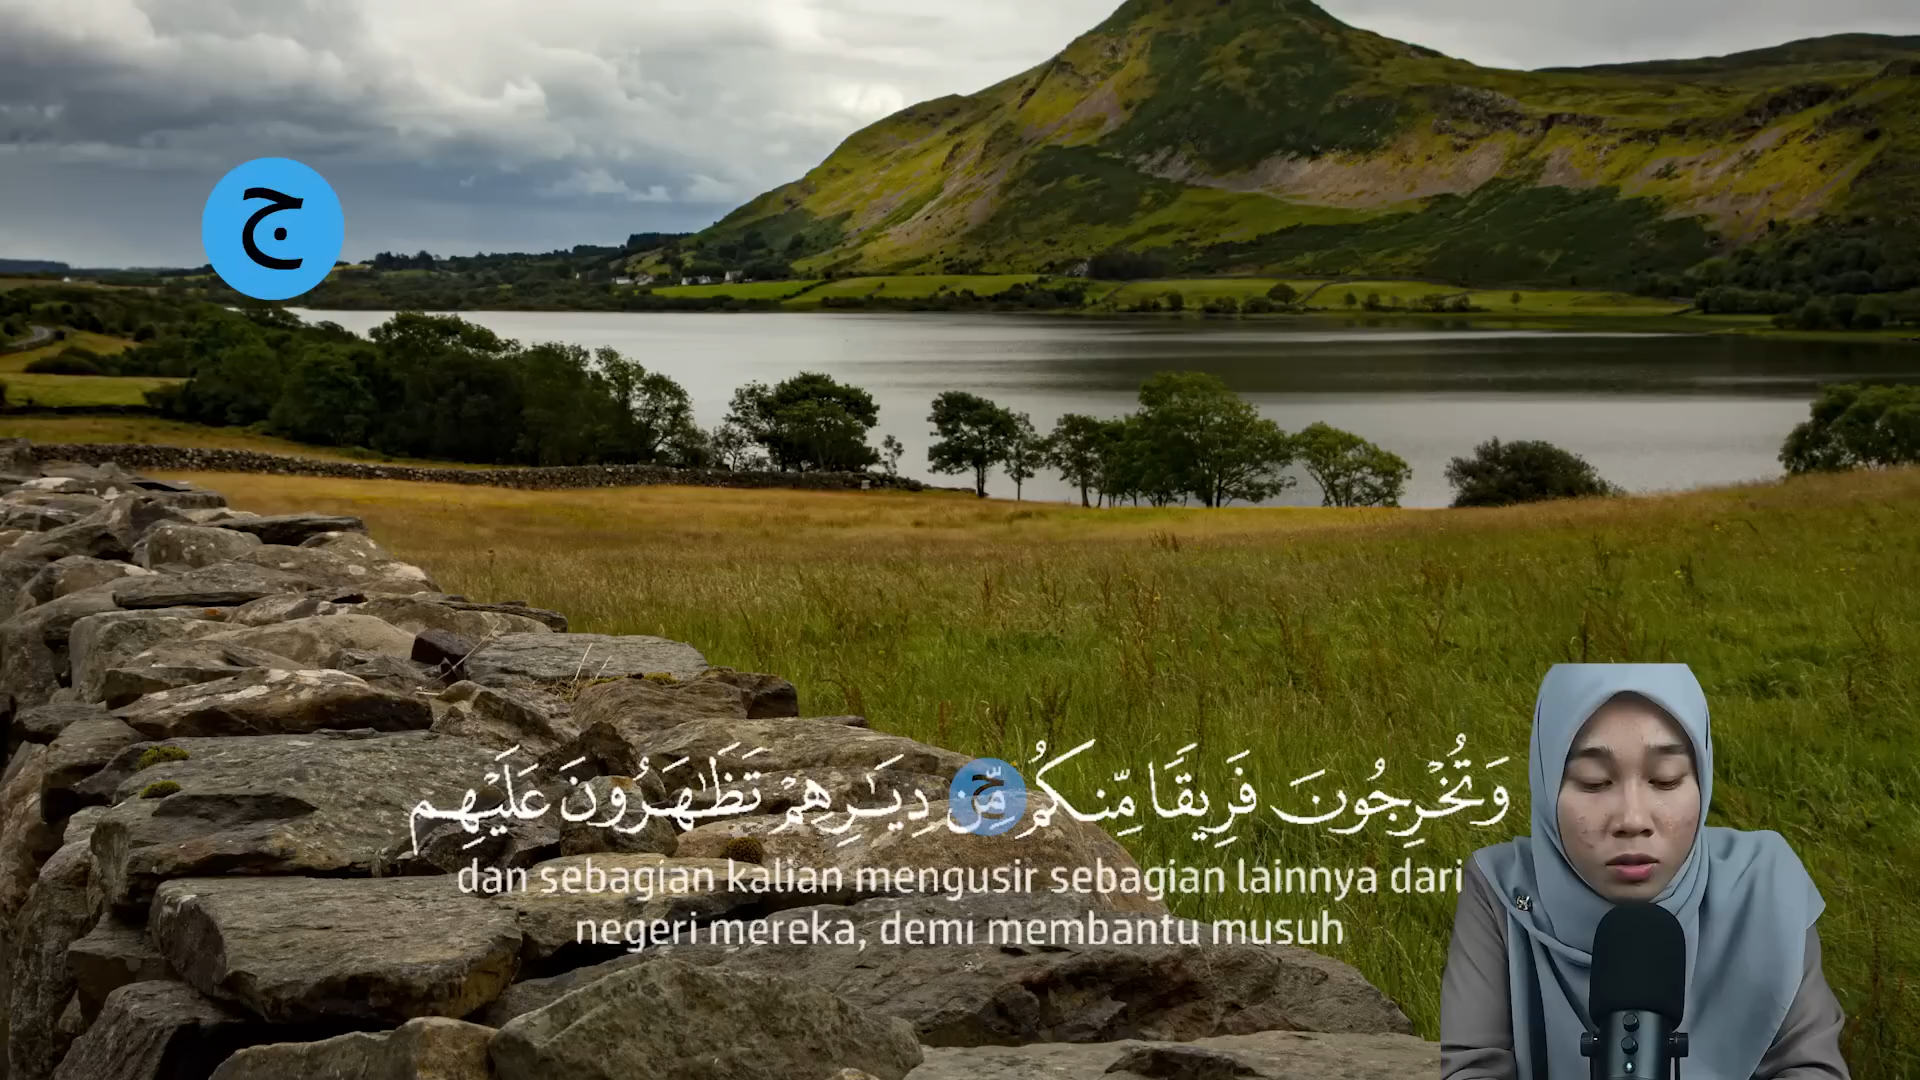 ج
وَتُخْرِجُونَ فَرِيقًا مِّنكُم مِّن دِيَـٰرِهِمْ تَظَـٰهَرُونَ عَلَيْهِم
ج
dan sebagian kalian mengusir sebagian lainnya dari
negeri mereka, demi membantu musuh